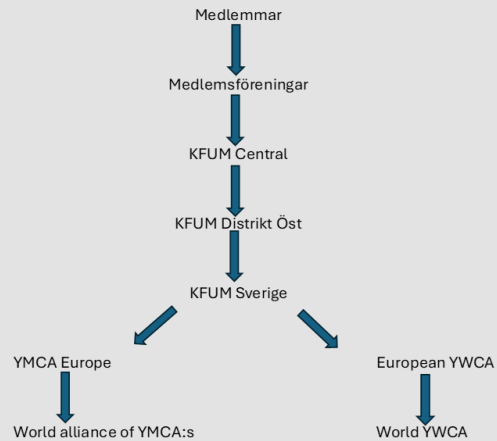 Medlemmar
Medlemsföreningar
KFUM Central
KFUM Distrikt Öst
KFUM Sverige
YMCA Europe
European YWCA
World alliance of YMCA:s
World YWCA